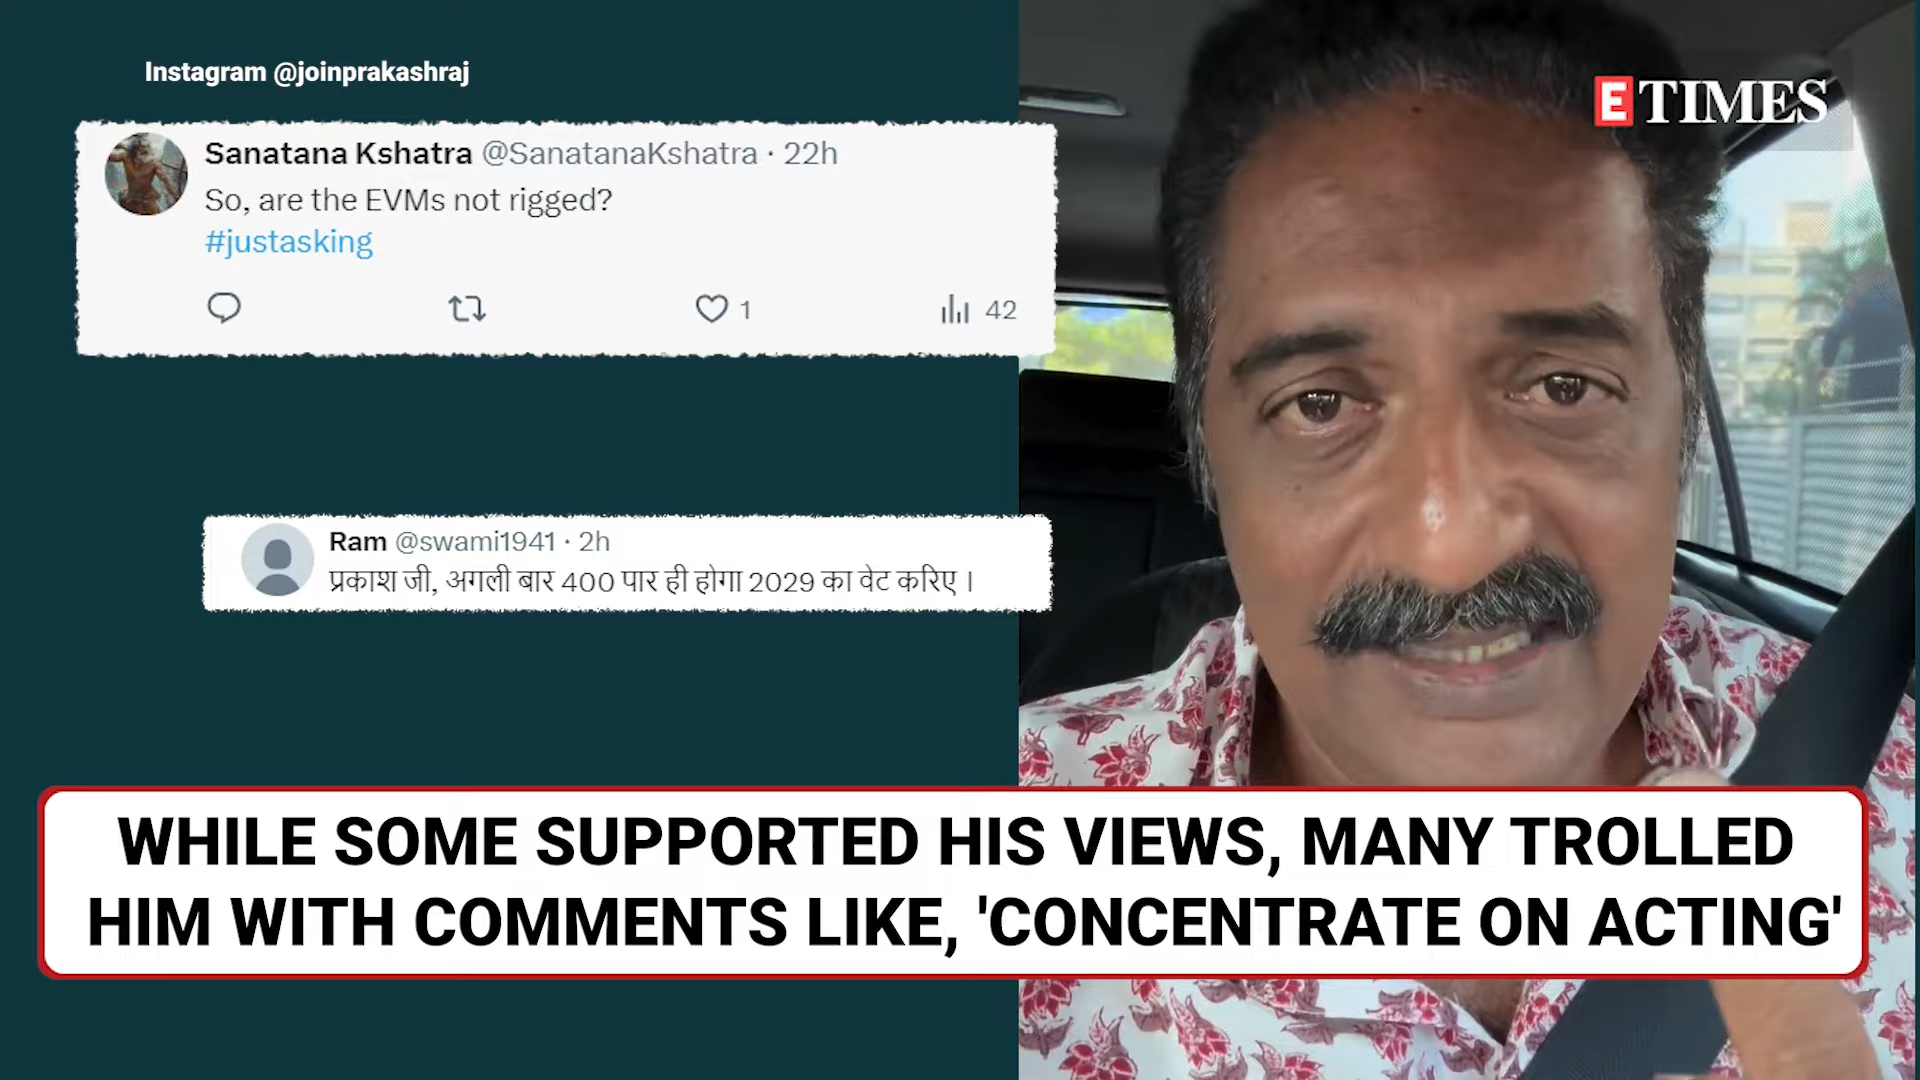 Instagram @joinprakashraj
ETIMES
Sanatana Kshatra @SanatanaKshatra · 22h
So, are the EVMs not rigged?
#justasking
1 42
Ram @swami1941 · 2h
प्रकाश जी, अगली बार 400 पार ही होगा 2029 का वेट करिए ।
WHILE SOME SUPPORTED HIS VIEWS, MANY TROLLED
HIM WITH COMMENTS LIKE, 'CONCENTRATE ON ACTING'